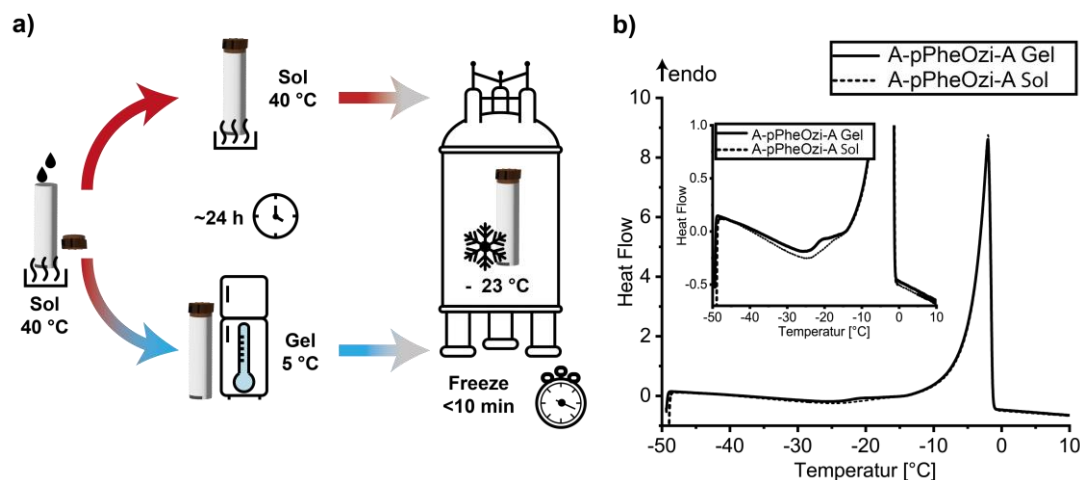 a)
Sol
40 °C
Sol
40 °C
~24 h
Gel
5 °C
- 23 °C
Freeze
<10 min
b)
A-pPheOzi-A Gel
A-pPheOzi-A Sol
endo
Heat Flow
10
8
6
4
2
0
-50 -40 -30 -20 -10 0 10
Temperatur [°C]
A-pPheOzi-A Gel
A-pPheOzi-A Sol
Heat Flow
1.0
0.5
0.0
-0.5
-50 -40 -30 -20 -10 0 10
Temperatur [°C]